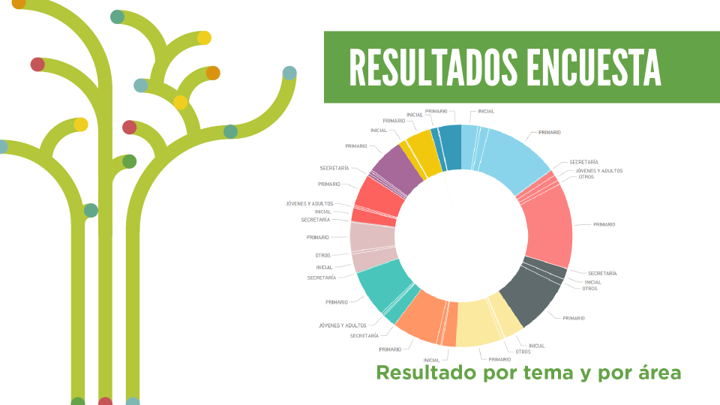 RESULTADOS ENCUESTA
PRIMARIO
INICIAL
INICIAL
PRIMARIO
INICIAL
PRIMARIO
PRIMARIO
SECRETARÍA
JÓVENES Y ADULTOS
OTROS
SECRETARÍA
PRIMARIO
JÓVENES Y ADULTOS
INICIAL
SECRETARÍA
PRIMARIO
PRIMARIO
OTROS
INICIAL
SECRETARÍA
SECRETARÍA
INICIAL
OTROS
PRIMARIO
PRIMARIO
JÓVENES Y ADULTOS
SECRETARÍA
PRIMARIO
INICIAL
PRIMARIO
OTROS
INICIAL
Resultado por tema y por área